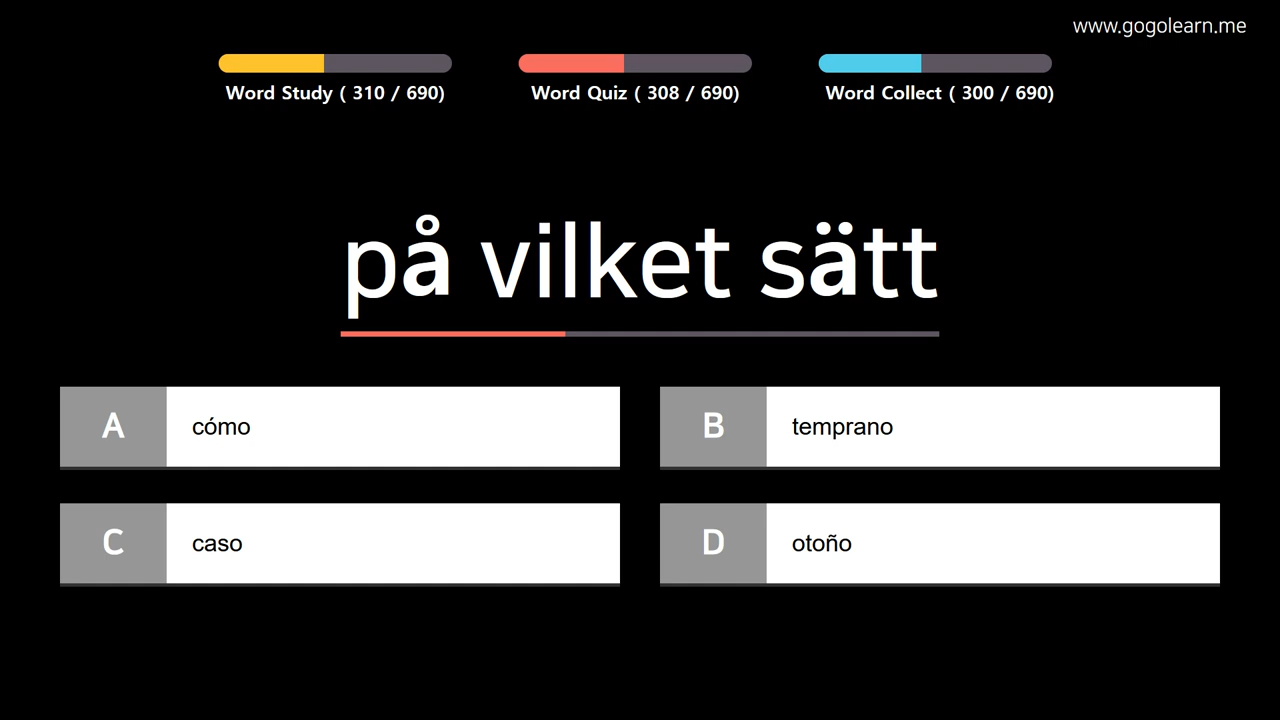 www.gogolearn.me
Word Study ( 310 / 690)
Word Quiz ( 308 / 690)
Word Collect ( 300 / 690)
på vilket sätt
A cómo
B temprano
C caso
D otoño